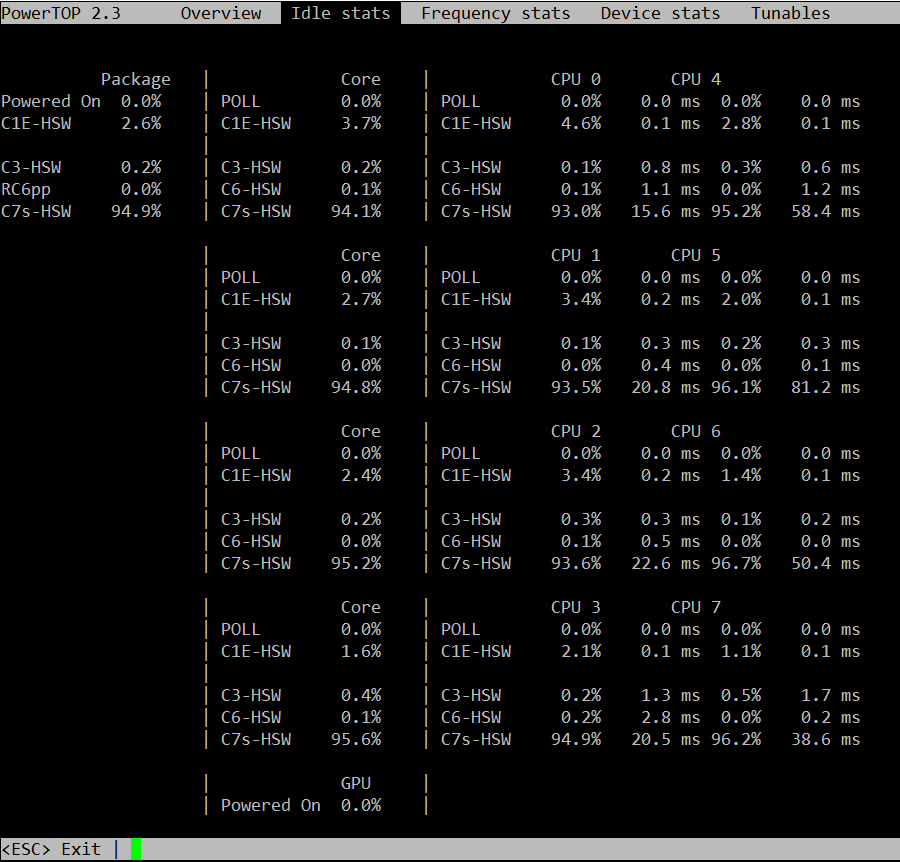 PowerTOP 2.3      Overview   Idle stats   Frequency stats   Device stats   Tunables
          Package   |             Core    |            CPU 0       CPU 4
Powered On  0.0%    | POLL        0.0%    | POLL        0.0%    0.0 ms  0.0%    0.0 ms
C1E-HSW     2.6%    | C1E-HSW     3.7%    | C1E-HSW     4.6%    0.1 ms  2.8%    0.1 ms
                    |                     |
C3-HSW      0.2%    | C3-HSW      0.2%    | C3-HSW      0.1%    0.8 ms  0.3%    0.6 ms
RC6pp       0.0%    | C6-HSW      0.1%    | C6-HSW      0.1%    1.1 ms  0.0%    1.2 ms
C7s-HSW    94.9%    | C7s-HSW    94.1%    | C7s-HSW    93.0%   15.6 ms 95.2%   58.4 ms
                    |             Core    |            CPU 1       CPU 5
                    | POLL        0.0%    | POLL        0.0%    0.0 ms  0.0%    0.0 ms
                    | C1E-HSW     2.7%    | C1E-HSW     3.4%    0.2 ms  2.0%    0.1 ms
                    |                     |
                    | C3-HSW      0.1%    | C3-HSW      0.1%    0.3 ms  0.2%    0.3 ms
                    | C6-HSW      0.0%    | C6-HSW      0.0%    0.4 ms  0.0%    0.1 ms
                    | C7s-HSW    94.8%    | C7s-HSW    93.5%   20.8 ms 96.1%   81.2 ms
                    |             Core    |            CPU 2       CPU 6
                    | POLL        0.0%    | POLL        0.0%    0.0 ms  0.0%    0.0 ms
                    | C1E-HSW     2.4%    | C1E-HSW     3.4%    0.2 ms  1.4%    0.1 ms
                    |                     |
                    | C3-HSW      0.2%    | C3-HSW      0.3%    0.3 ms  0.1%    0.2 ms
                    | C6-HSW      0.0%    | C6-HSW      0.1%    0.5 ms  0.0%    0.0 ms
                    | C7s-HSW    95.2%    | C7s-HSW    93.6%   22.6 ms 96.7%   50.4 ms
                    |             Core    |            CPU 3       CPU 7
                    | POLL        0.0%    | POLL        0.0%    0.0 ms  0.0%    0.0 ms
                    | C1E-HSW     1.6%    | C1E-HSW     2.1%    0.1 ms  1.1%    0.1 ms
                    |                     |
                    | C3-HSW      0.4%    | C3-HSW      0.2%    1.3 ms  0.5%    1.7 ms
                    | C6-HSW      0.1%    | C6-HSW      0.2%    2.8 ms  0.0%    0.2 ms
                    | C7s-HSW    95.6%    | C7s-HSW    94.9%   20.5 ms 96.2%   38.6 ms
                    |             GPU     |
                    | Powered On  0.0%    |
<ESC> Exit |